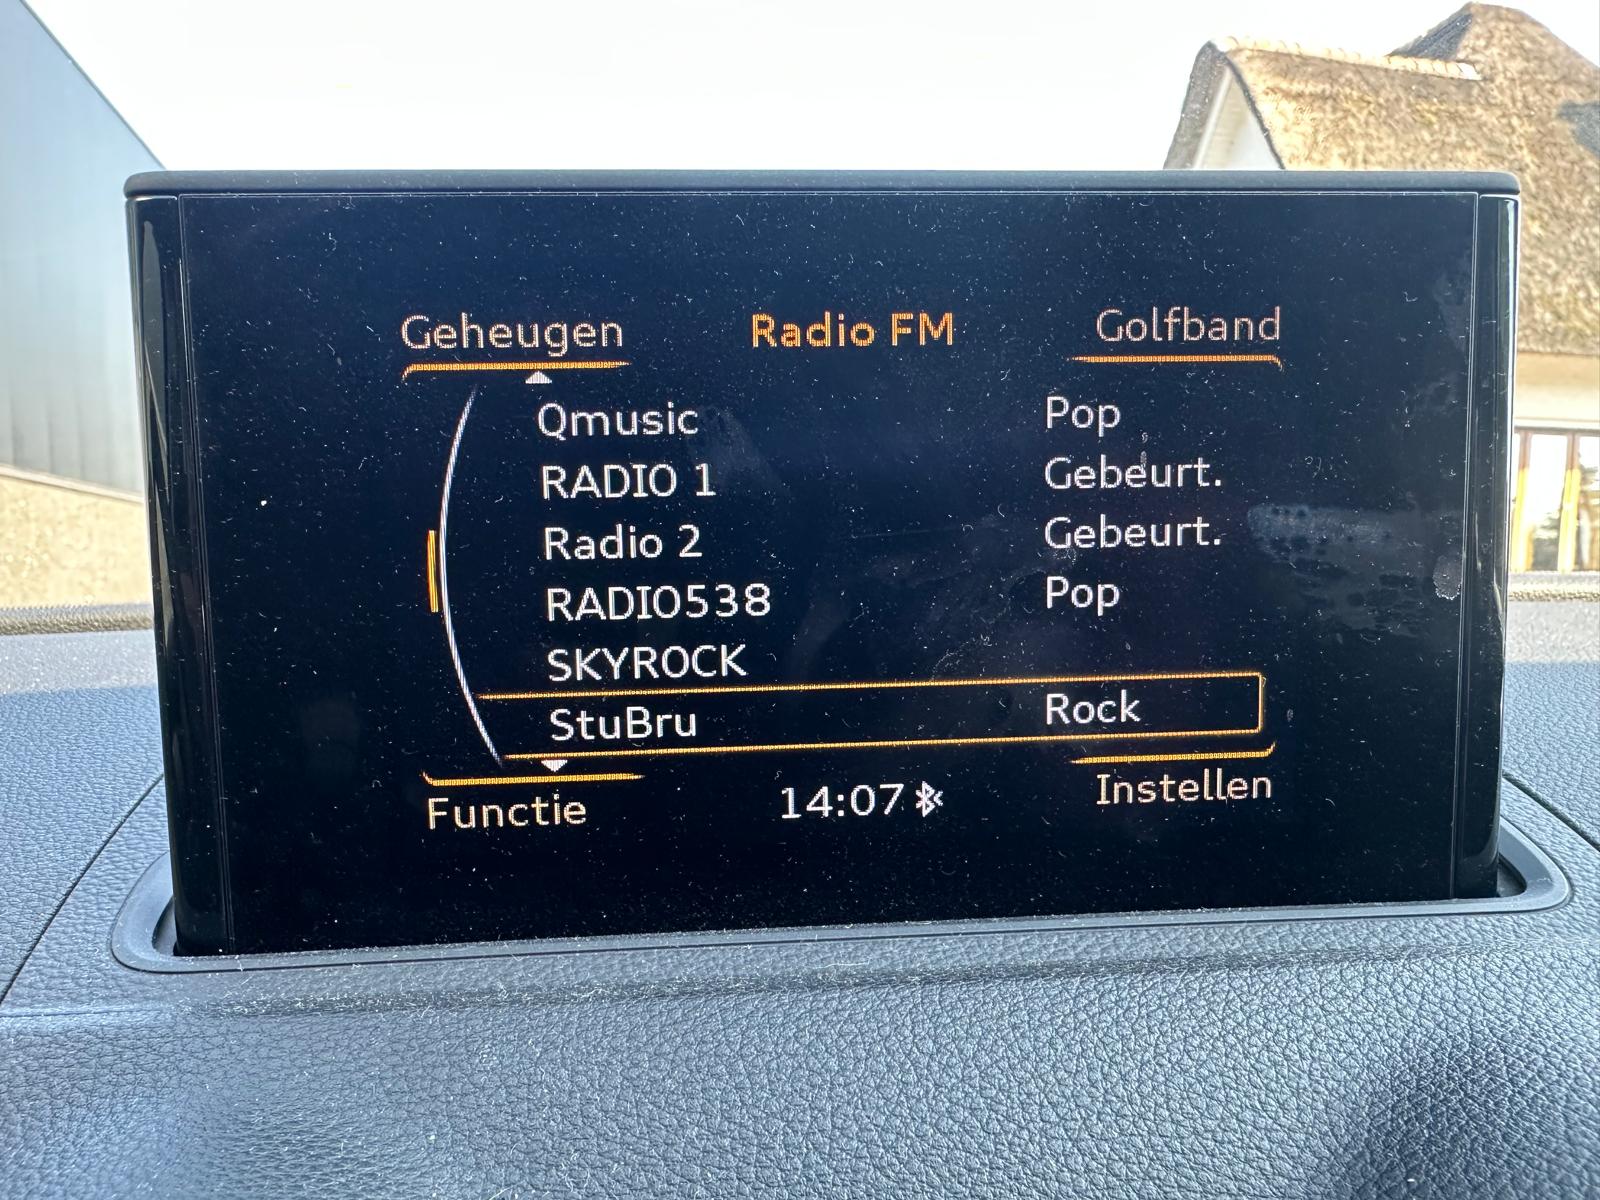 Geheugen Radio FM Golfband
Qmusic Pop
RADIO 1 Gebeurt.
Radio 2 Gebeurt.
RADIO538 Pop
SKYROCK
StuBru Rock
Functie 14:07 Instellen